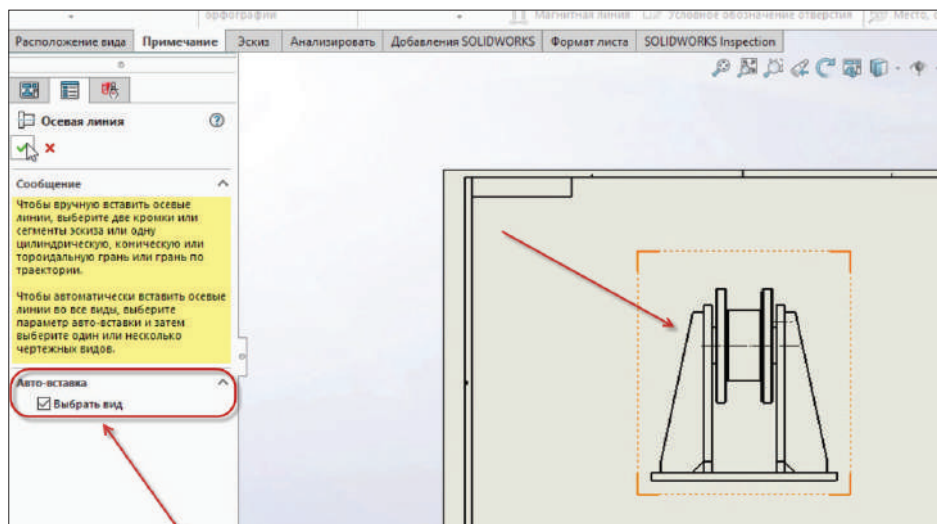 орфографии
Магнитная линия Условное обозначение отверстия Место,
Расположение вида Примечание Эскиз Анализировать Добавления SOLIDWORKS Формат листа SOLIDWORKS Inspection
Осевая линия
Сообщение
Чтобы вручную вставить осевые
линии, выберите две кромки или
сегменты эскиза или одну
цилиндрическую, коническую или
тороидальную грань или грань по
траектории.
Чтобы автоматически вставить осевые
линии во все виды, выберите
параметр авто-вставки и затем
выберите один или несколько
чертежных видов.
Авто-вставка
Выбрать вид